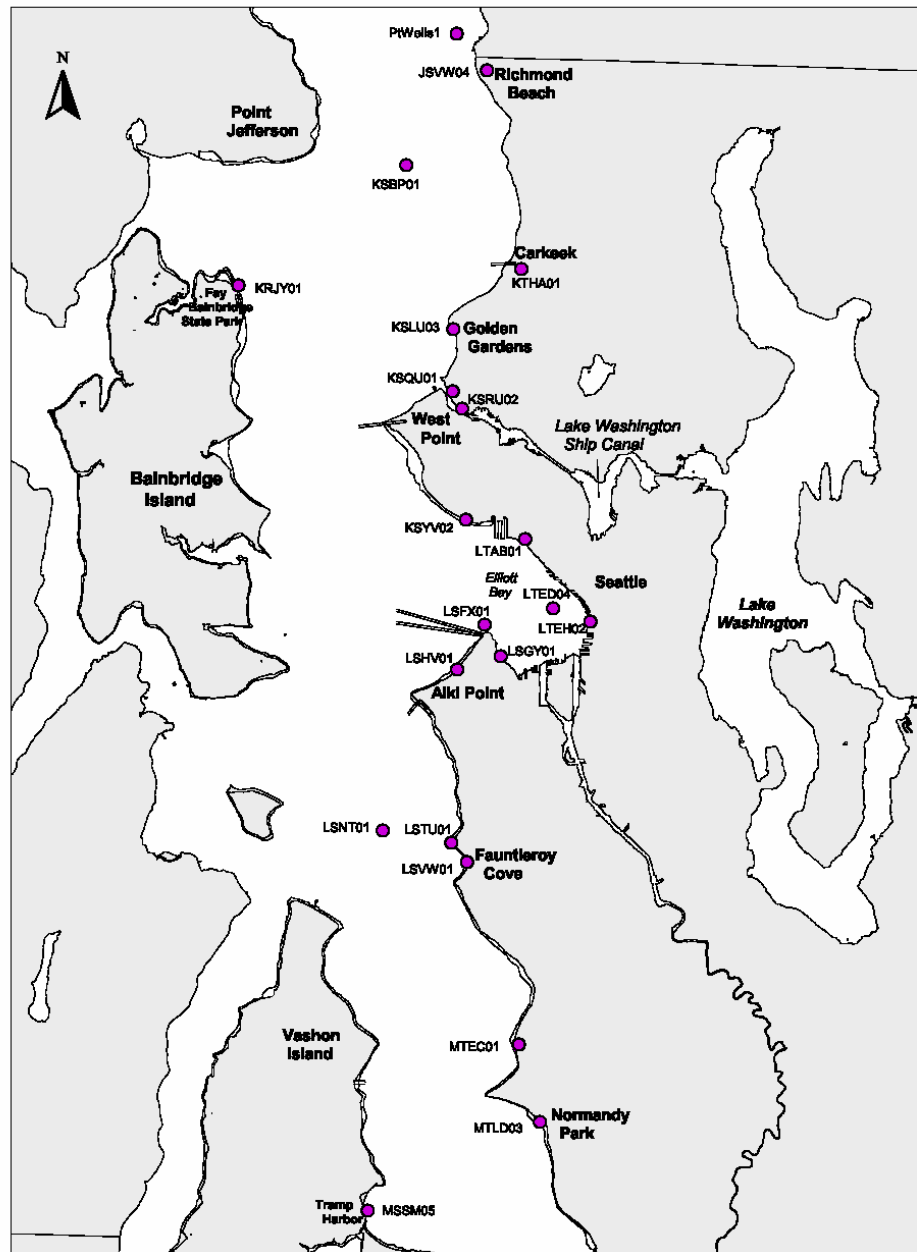 PtWells1
N
JSVW04
Richmond
Beach
Point
Jefferson
KSBP01
Carkeek
KTHA01
KRJY01
Fay
Bainbridge
State Park
KSLU03
Golden
Gardens
KSQU01
KSRU02
West
Point
Lake Washington
Ship Canal
Bainbridge
Island
KSYV02
LTAB01
Elliott
Bay
Seattle
LTED04
LSFX01
LTEH02
Lake
Washington
LSGY01
LSHV01
Alki Point
LSNT01
LSTU01
LSVW01
Fauntleroy
Cove
Vashon
Island
MTEC01
Normandy
Park
MTLD03
Tramp
Harbor
MSSM05